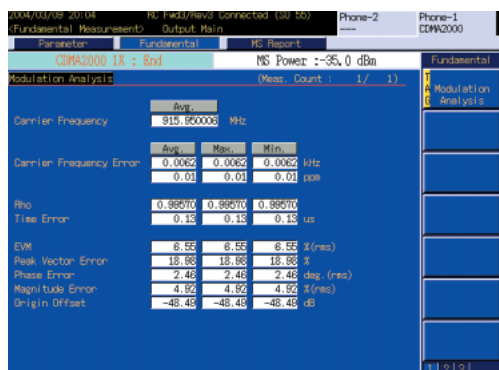 2004/03/09 20:04 RC Fwd3/Rev3 Connected (SO 55) Phone-2 Phone-1
<Fundamental Measurement> Output Main ---- CDMA2000
Parameter Fundamental MS Report
CDMA2000 1X : End MS Power :-35.0 dBm Fundamental
Modulation Analysis (Meas. Count : 1/ 1)
TAG Modulation Analysis
Avg.
Carrier Frequency 915.950006 MHz
Avg. Max. Min.
Carrier Frequency Error 0.0062 0.0062 0.0062 kHz
0.01 0.01 0.01 ppm
Rho 0.99570 0.99570 0.99570
Time Error 0.13 0.13 0.13 us
EVM 6.55 6.55 6.55 %(rms)
Peak Vector Error 18.98 18.98 18.98 %
Phase Error 2.46 2.46 2.46 deg.(rms)
Magnitude Error 4.92 4.92 4.92 %(rms)
Origin Offset -48.49 -48.49 -48.49 dB
1 2 3